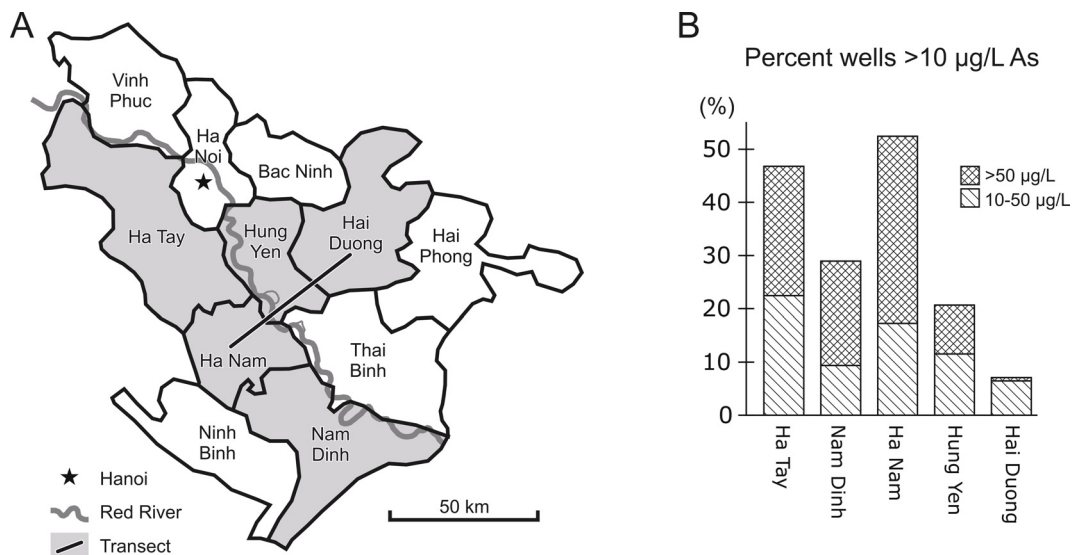 A
Vinh
Phuc
Ha
Noi
Bac Ninh
Ha Tay
Hung
Yen
Hai
Duong
Hai
Phong
Ha Nam
Thai
Binh
Ninh
Binh
Nam
Dinh
Hanoi
Red River
Transect
50 km
B
Percent wells >10 µg/L As
(%)
50
40
30
20
10
0
>50 µg/L
10-50 µg/L
Ha Tay
Nam Dinh
Ha Nam
Hung Yen
Hai Duong